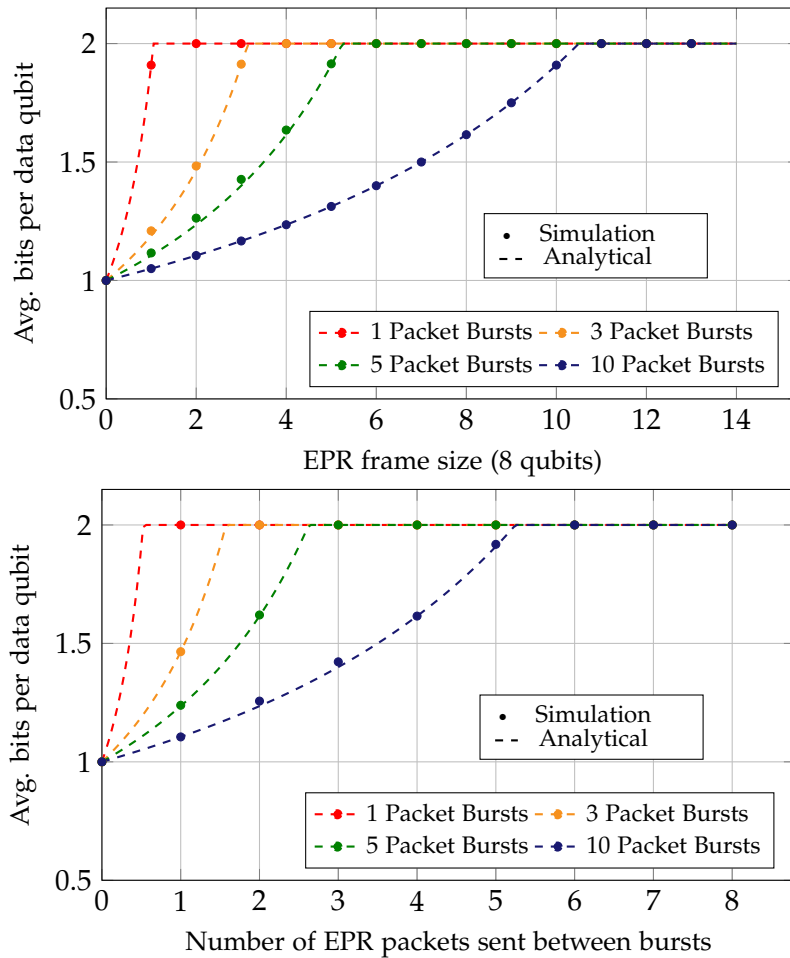 Avg. bits per data qubit
2
1.5
1
0.5
Simulation
Analytical
1 Packet Bursts 3 Packet Bursts
5 Packet Bursts 10 Packet Bursts
0 2 4 6 8 10 12 14
EPR frame size (8 qubits)
Avg. bits per data qubit
2
1.5
1
0.5
Simulation
Analytical
1 Packet Bursts 3 Packet Bursts
5 Packet Bursts 10 Packet Bursts
0 1 2 3 4 5 6 7 8
Number of EPR packets sent between bursts